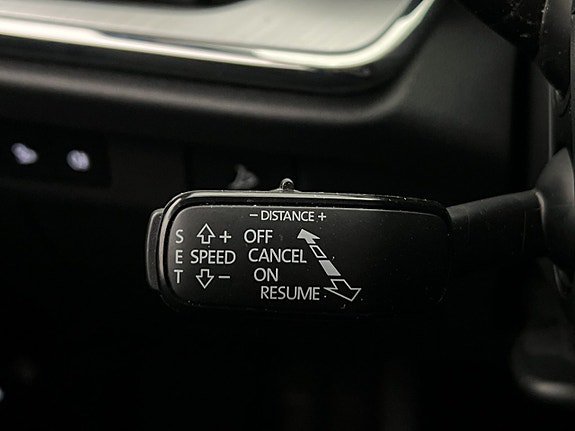 - DISTANCE +
S + OFF
E SPEED CANCEL
T - ON
RESUME